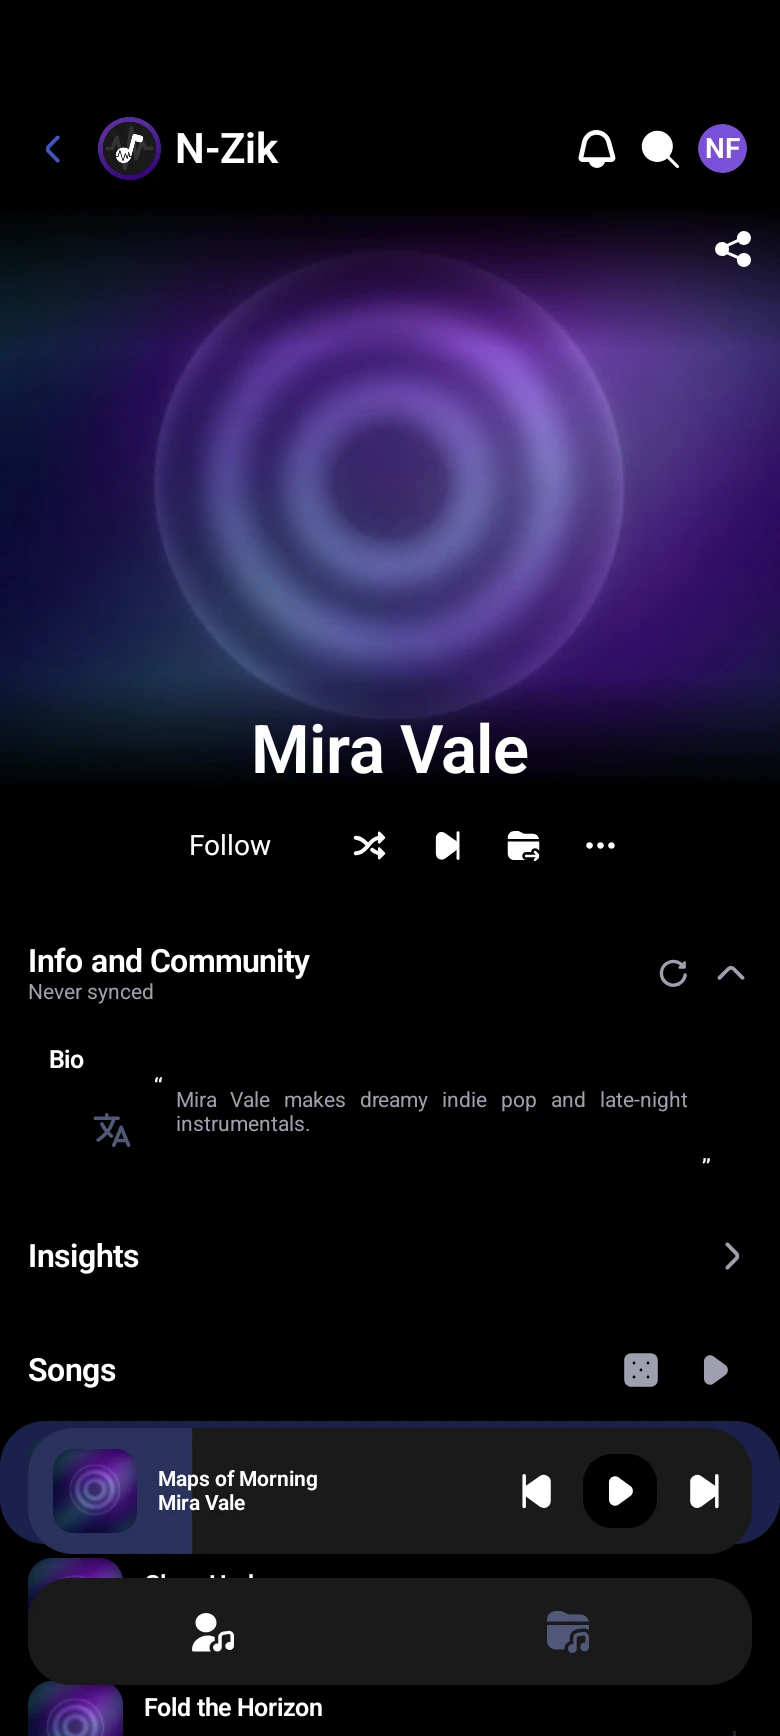 N-Zik
NF
Mira Vale
Follow
Info and Community
Never synced
Bio
“
Mira Vale makes dreamy indie pop and late-night
instrumentals.
”
Insights
Songs
Maps of Morning
Mira Vale
Fold the Horizon